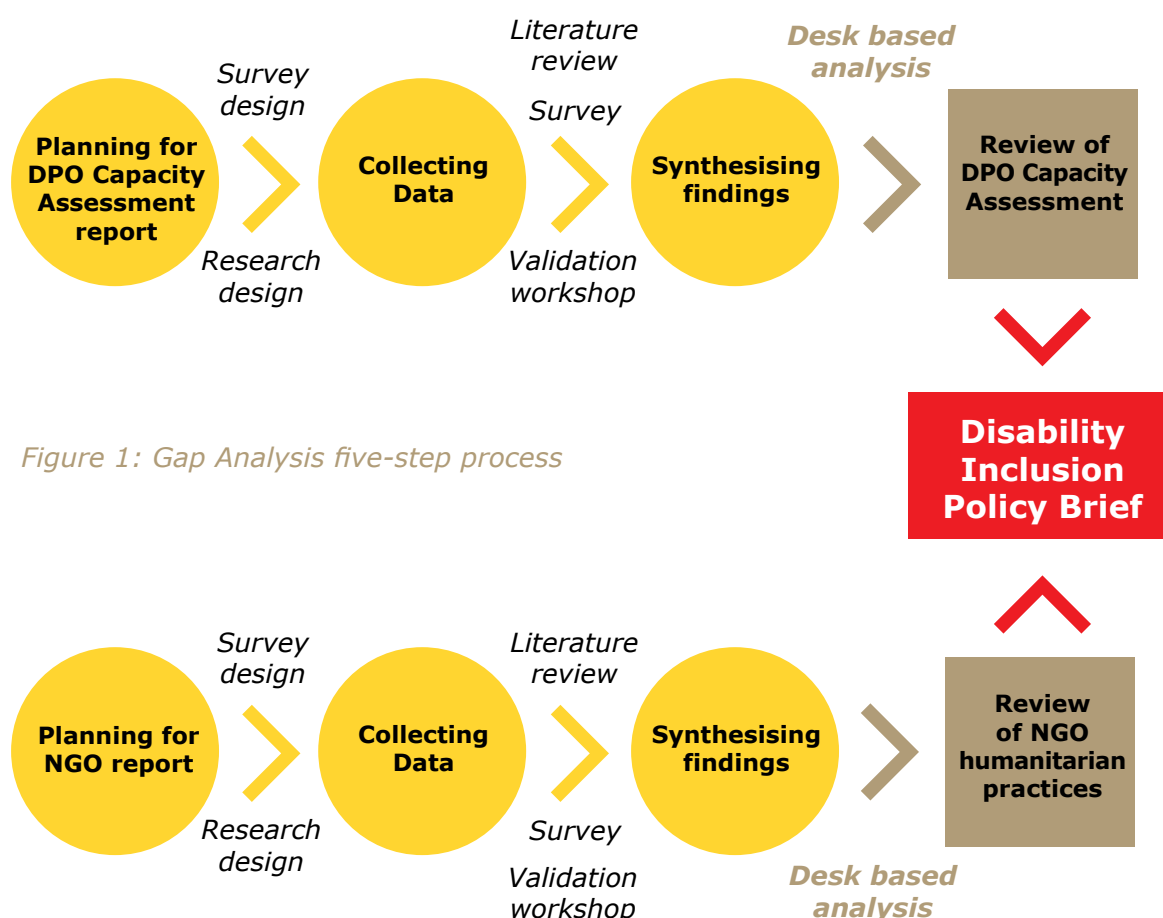 Literature
review
Desk based
analysis
Survey
design
Survey
Planning for
DPO Capacity
Assessment
report
Collecting
Data
Synthesising
findings
Review of
DPO Capacity
Assessment
Research
design
Validation
workshop
Disability
Inclusion
Policy Brief
Figure 1: Gap Analysis five-step process
Survey
design
Literature
review
Planning for
NGO report
Collecting
Data
Synthesising
findings
Review
of NGO
humanitarian
practices
Research
design
Survey
Validation
workshop
Desk based
analysis